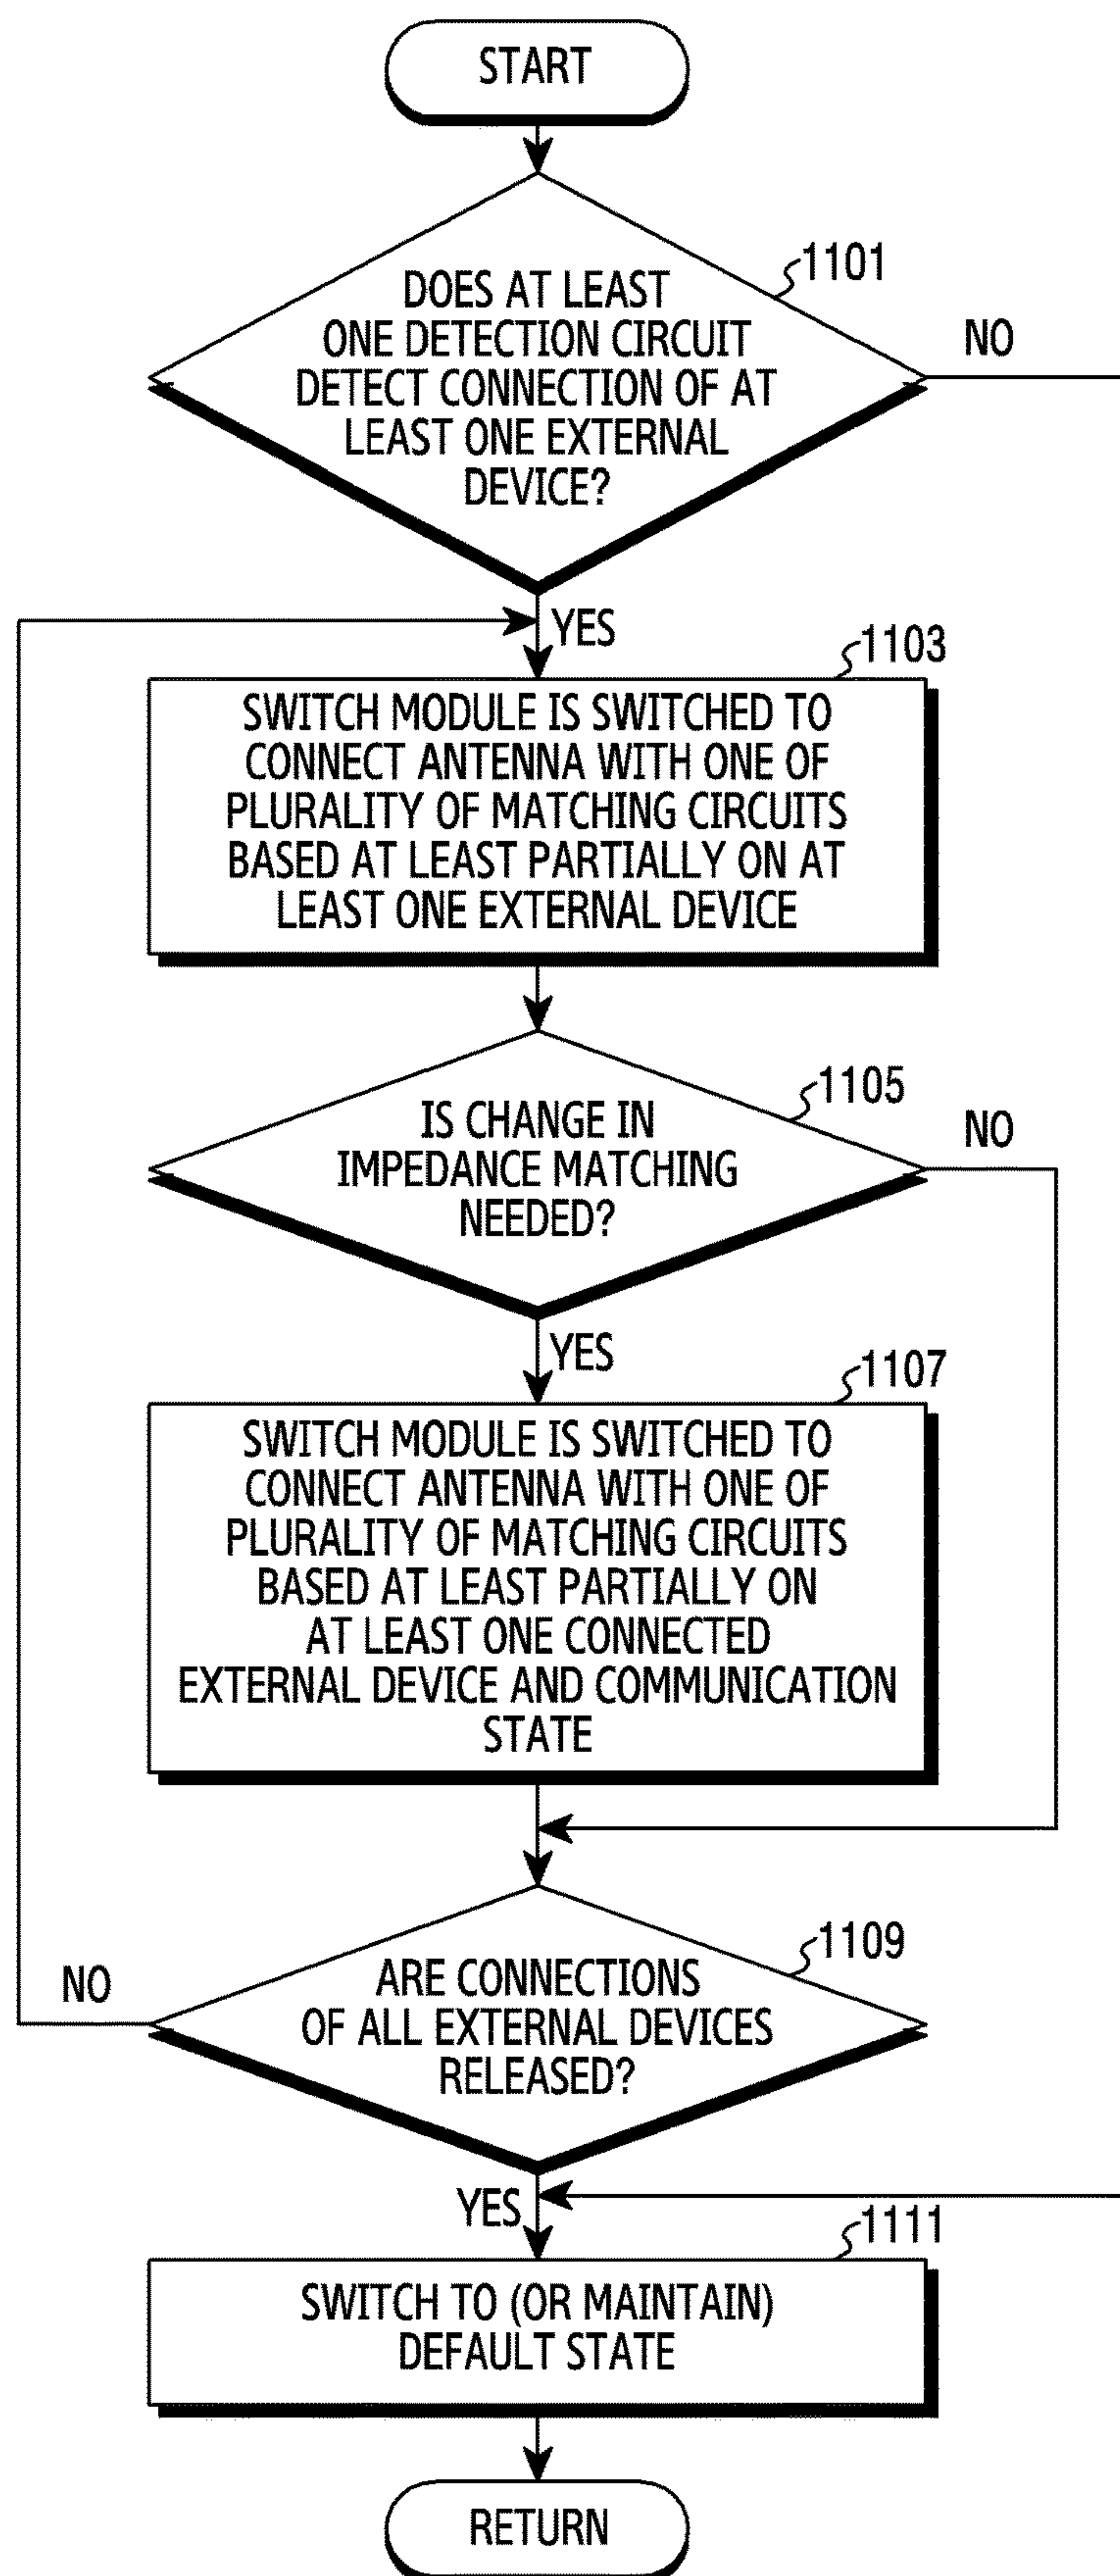 START
1101
DOES AT LEAST
ONE DETECTION CIRCUIT
DETECT CONNECTION OF AT
LEAST ONE EXTERNAL
DEVICE?
NO
YES
1103
SWITCH MODULE IS SWITCHED TO
CONNECT ANTENNA WITH ONE OF
PLURALITY OF MATCHING CIRCUITS
BASED AT LEAST PARTIALLY ON AT
LEAST ONE EXTERNAL DEVICE
1105
IS CHANGE IN
IMPEDANCE MATCHING
NEEDED?
NO
YES
1107
SWITCH MODULE IS SWITCHED TO
CONNECT ANTENNA WITH ONE OF
PLURALITY OF MATCHING CIRCUITS
BASED AT LEAST PARTIALLY ON
AT LEAST ONE CONNECTED
EXTERNAL DEVICE AND COMMUNICATION
STATE
1109
ARE CONNECTIONS
OF ALL EXTERNAL DEVICES
RELEASED?
NO
YES
1111
SWITCH TO (OR MAINTAIN)
DEFAULT STATE
RETURN